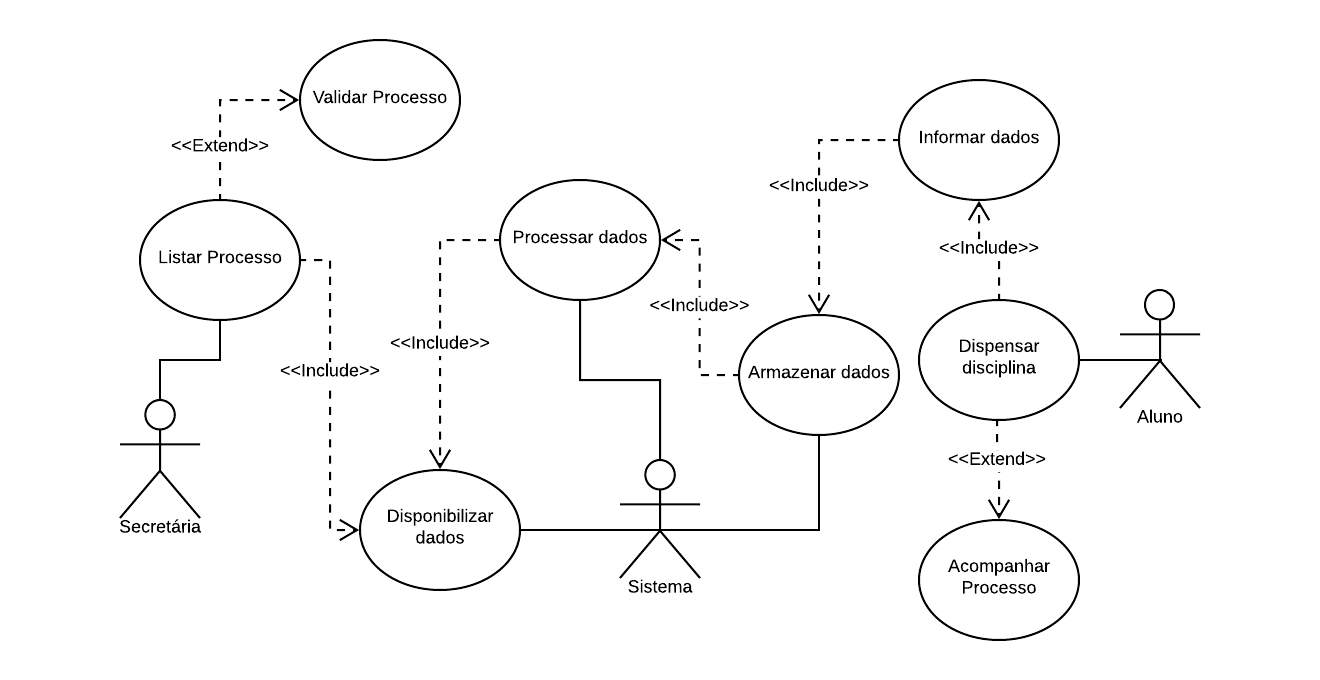 Validar Processo
Informar dados
<<Extend>>
<<Include>>
Processar dados
<<Include>>
Listar Processo
<<Include>>
<<Include>>
Dispensar
disciplina
<<Include>>
Armazenar dados
Aluno
<<Extend>>
Disponibilizar
dados
Secretária
Acompanhar
Processo
Sistema